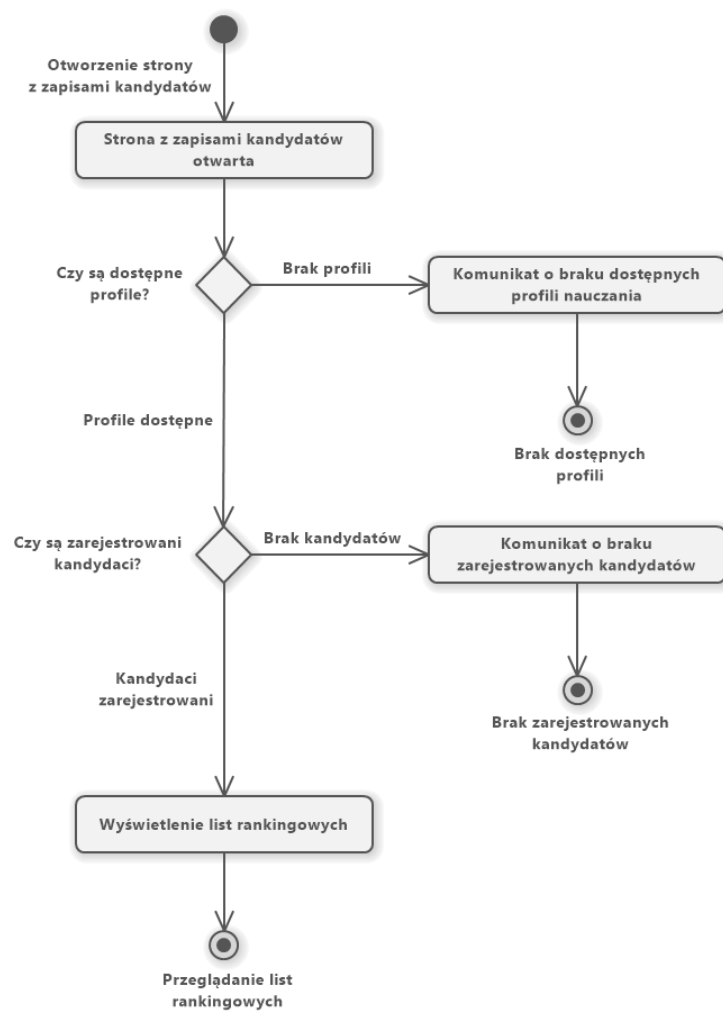 Otworzenie strony
z zapisami kandydatów
Strona z zapisami kandydatów
otwarta
Czy są dostępne
profile?
Brak profili
Komunikat o braku dostępnych
profili nauczania
Profile dostępne
Brak dostępnych
profili
Czy są zarejestrowani
kandydaci?
Brak kandydatów
Komunikat o braku
zarejestrowanych kandydatów
Kandydaci
zarejestrowani
Brak zarejestrowanych
kandydatów
Wyświetlenie list rankingowych
Przeglądanie list
rankingowych